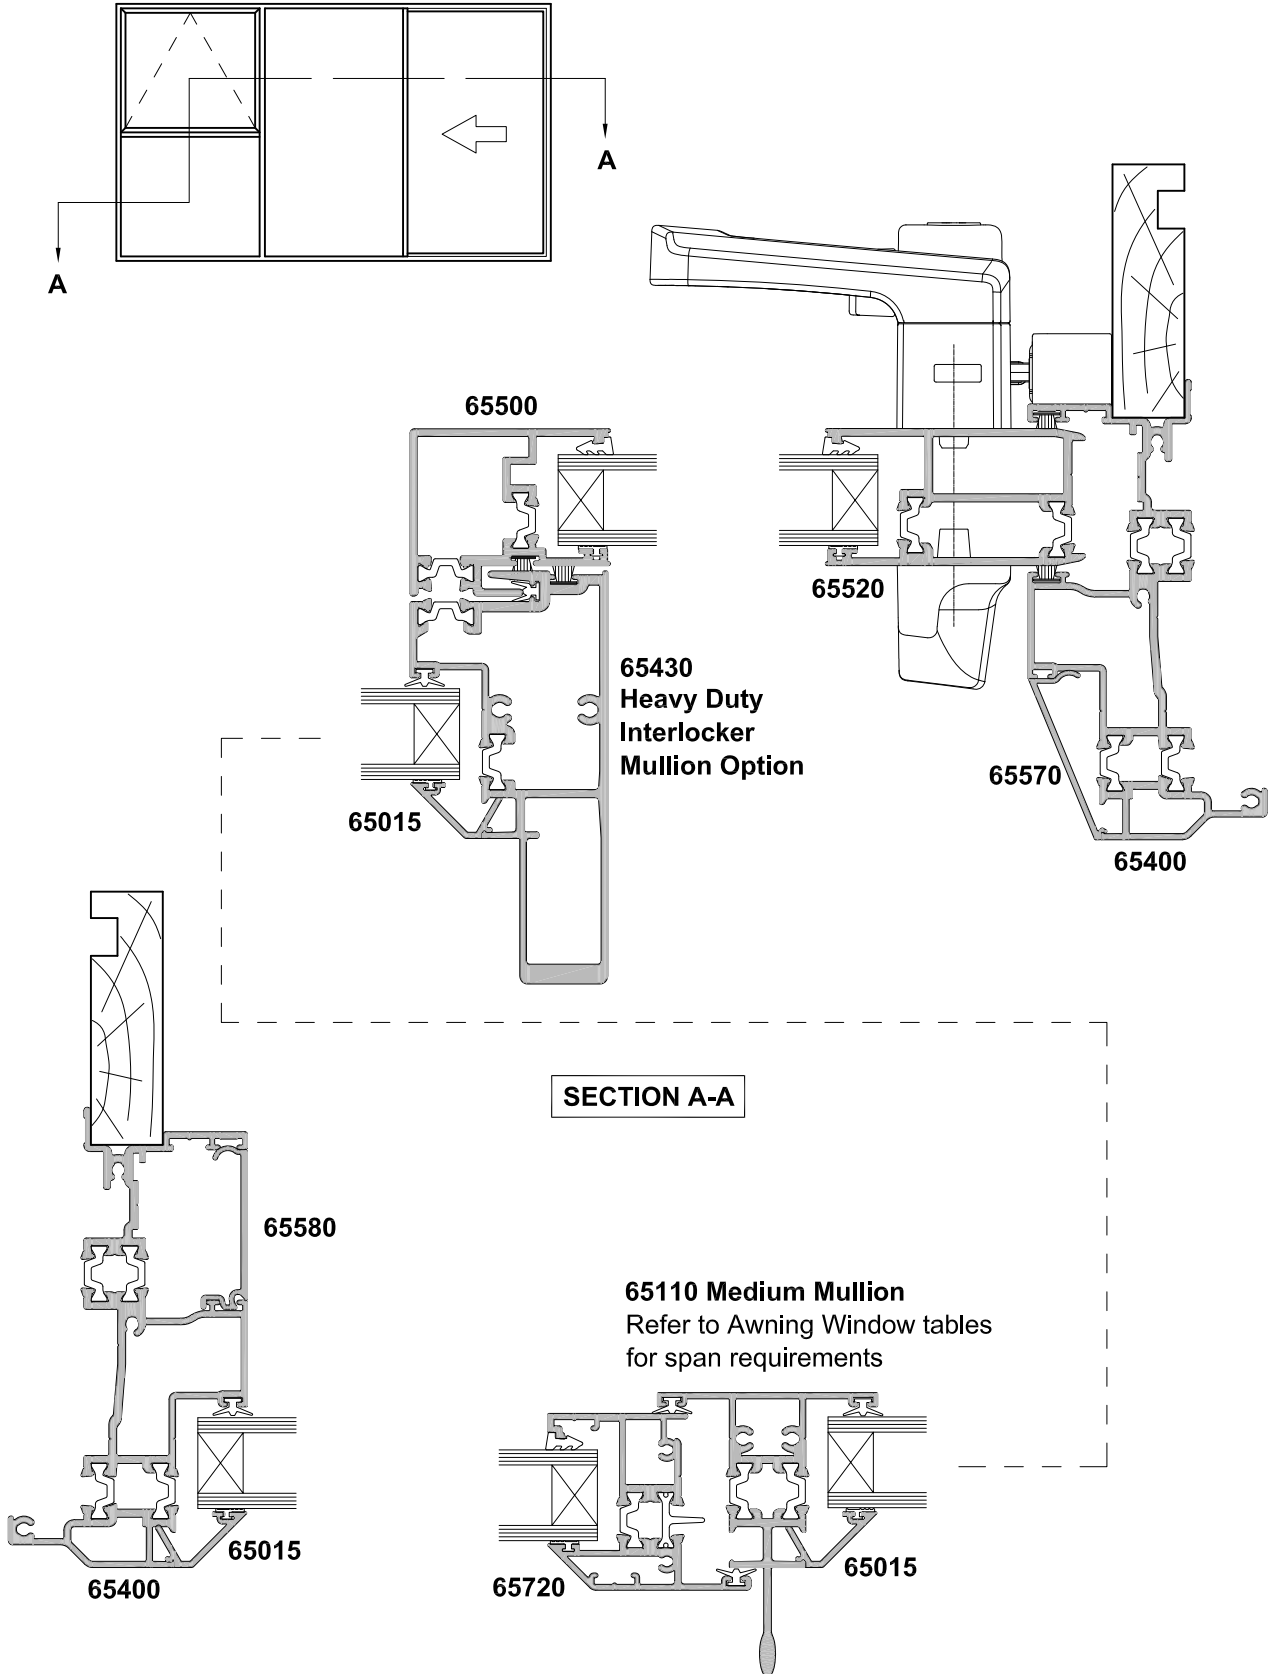 A
A
65500
65520
65430
Heavy Duty
Interlocker
Mullion Option
65570
65015
65400
SECTION A-A
65580
65110 Medium Mullion
Refer to Awning Window tables
for span requirements
65015
65400
65720
65015